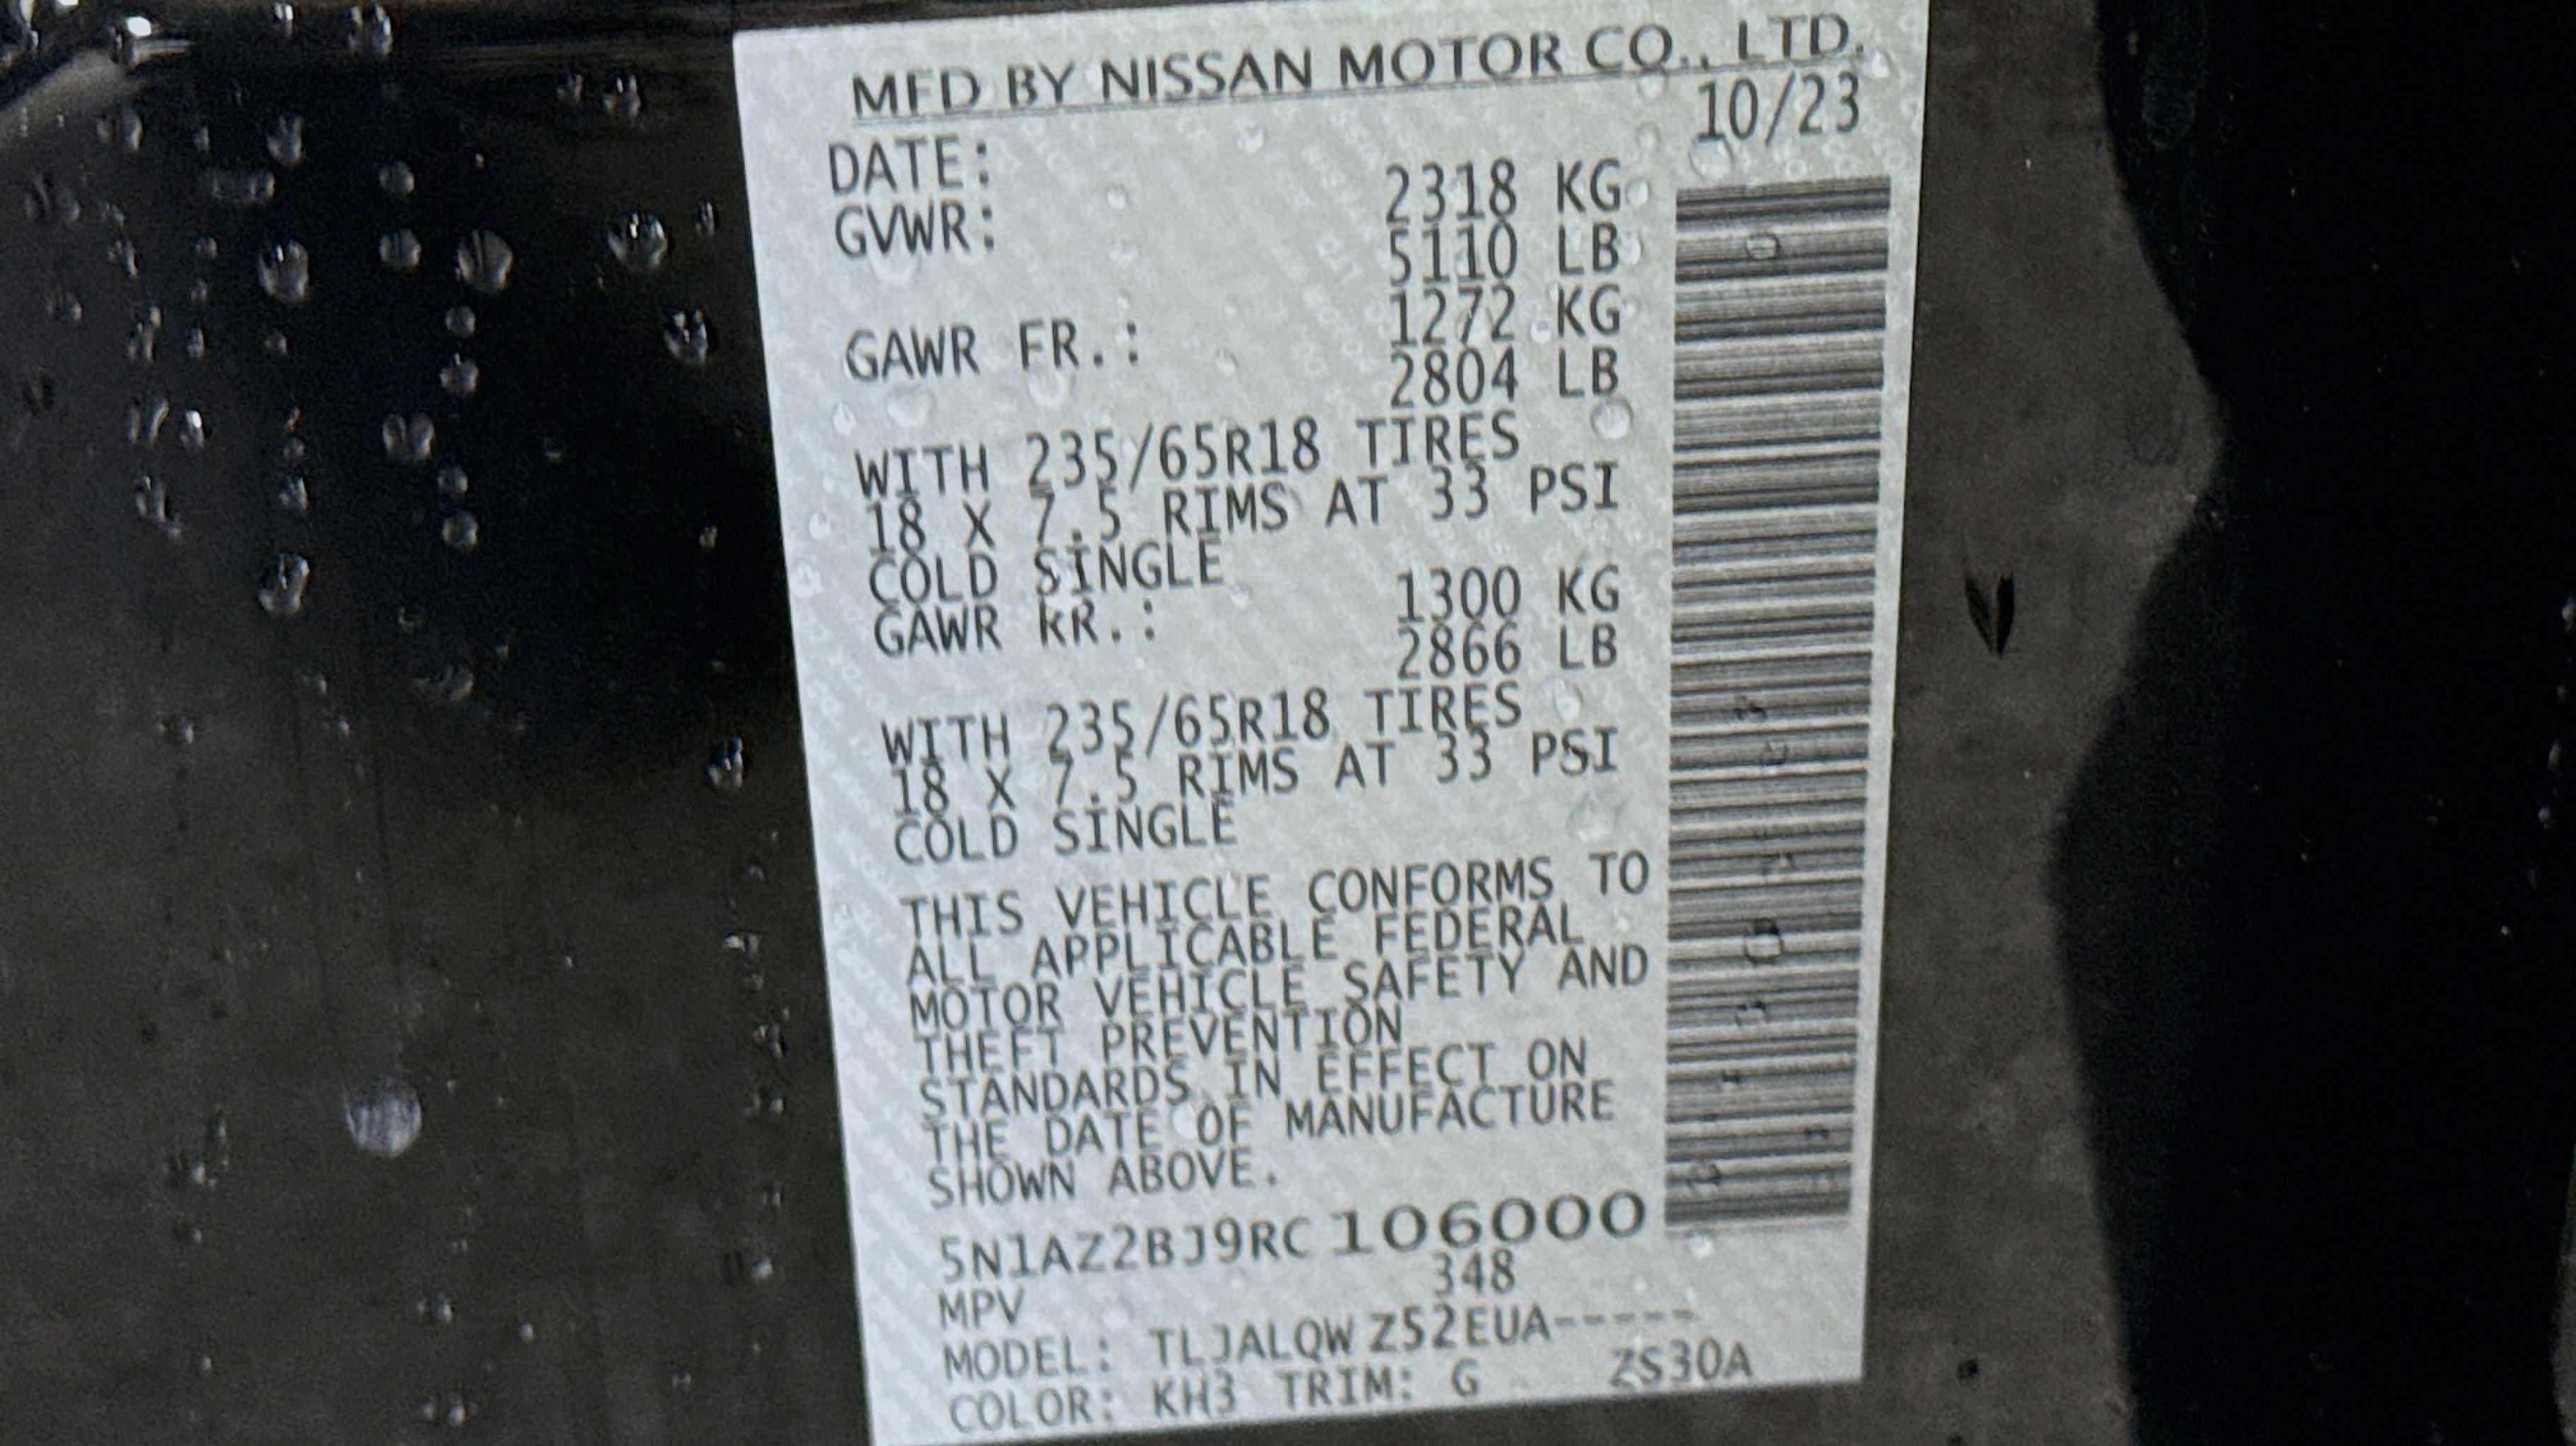 MFD BY NISSAN MOTOR CO., LTD.
DATE: 10/23
GVWR: 2318 KG
5110 LB
GAWR FR.: 1272 KG
2804 LB
WITH 235/65R18 TIRES
18 X 7.5 RIMS AT 33 PSI
COLD SINGLE
GAWR RR.: 1300 KG
2866 LB
WITH 235/65R18 TIRES
18 X 7.5 RIMS AT 33 PSI
COLD SINGLE
THIS VEHICLE CONFORMS TO
ALL APPLICABLE FEDERAL
MOTOR VEHICLE SAFETY AND
THEFT PREVENTION
STANDARDS IN EFFECT ON
THE DATE OF MANUFACTURE
SHOWN ABOVE.
5N1AZ2BJ9RC106000
MPV 348
MODEL: TLJALQW Z52EUA-----
COLOR: KH3 TRIM: G ZS30A